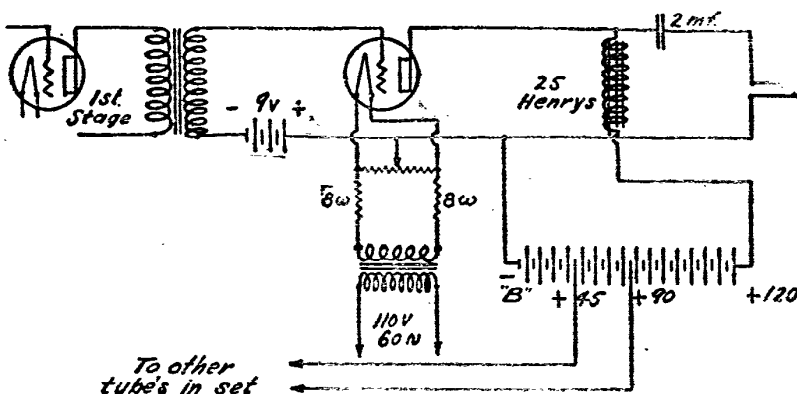 2 mf.
1st.
Stage
25
Henrys
- 9v +
8ω
8ω
110V
60N
- "B" + 45 + 90 + 120
To other
tube's in set